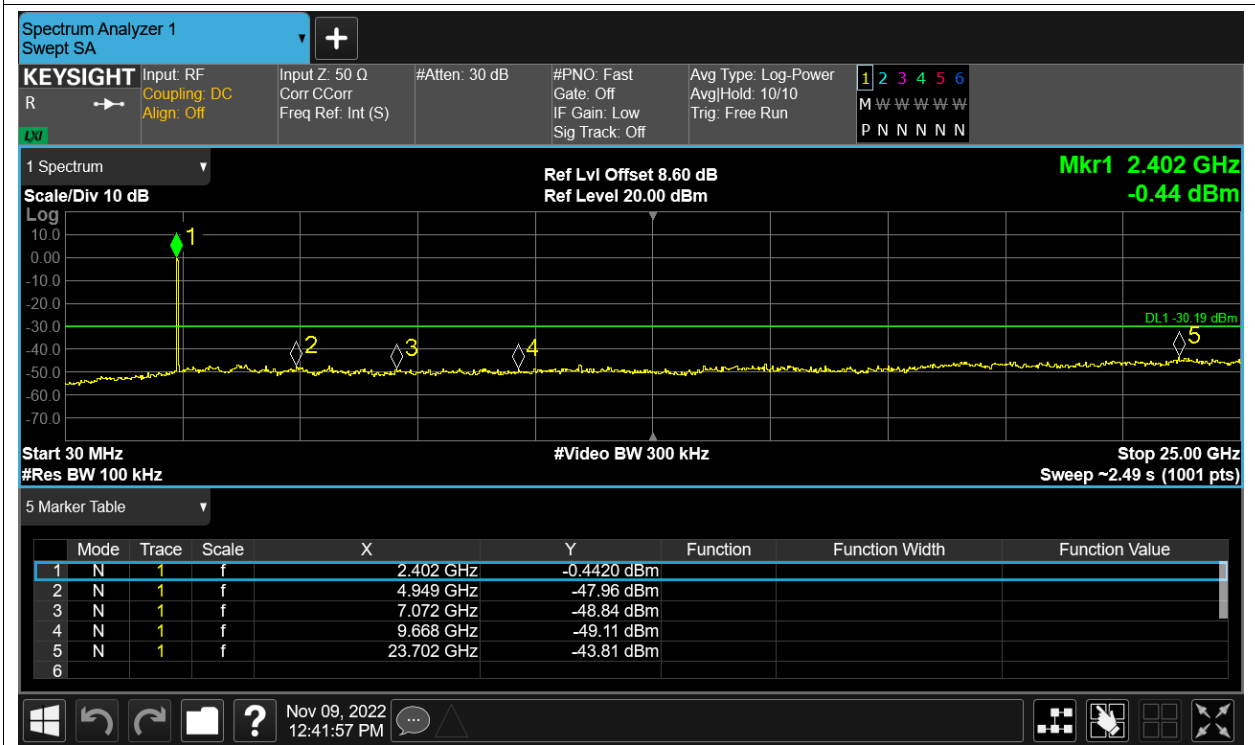 Spectrum Analyzer 1
Swept SA
+
KEYSIGHT Input: RF Input Z: 50 Ω #Atten: 30 dB #PNO: Fast Avg Type: Log-Power 1 2 3 4 5 6
R Coupling: DC Corr CCorr Gate: Off Avg|Hold: 10/10 M W W W W W
Align: Off Freq Ref: Int (S) IF Gain: Low Trig: Free Run
LXI Sig Track: Off P N N N N N
1 Spectrum
Ref Lvl Offset 8.60 dB Mkr1 2.402 GHz
Scale/Div 10 dB Ref Level 20.00 dBm -0.44 dBm
Log
10.0 1
0.00
-10.0
-20.0
-30.0 DL1 -30.19 dBm
-40.0 2 3 4 5
-50.0
-60.0
-70.0
Start 30 MHz #Video BW 300 kHz Stop 25.00 GHz
#Res BW 100 kHz Sweep ~2.49 s (1001 pts)
5 Marker Table
Mode Trace Scale X Y Function Function Width Function Value
1 N 1 f 2.402 GHz -0.4420 dBm
2 N 1 f 4.949 GHz -47.96 dBm
3 N 1 f 7.072 GHz -48.84 dBm
4 N 1 f 9.668 GHz -49.11 dBm
5 N 1 f 23.702 GHz -43.81 dBm
6
? Nov 09, 2022
12:41:57 PM